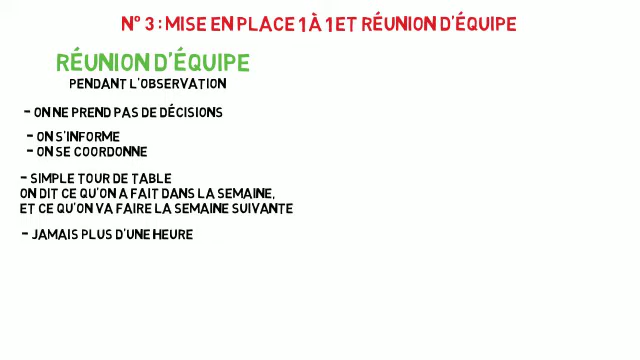 N° 3 : MISE EN PLACE 1 À 1 ET RÉUNION D'ÉQUIPE
RÉUNION D'ÉQUIPE
PENDANT L'OBSERVATION
- ON NE PREND PAS DE DÉCISIONS
- ON S'INFORME
- ON SE COORDONNE
- SIMPLE TOUR DE TABLE
ON DIT CE QU'ON A FAIT DANS LA SEMAINE,
ET CE QU'ON VA FAIRE LA SEMAINE SUIVANTE
- JAMAIS PLUS D'UNE HEURE